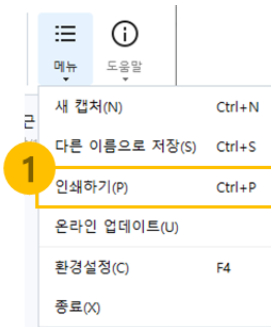 메뉴 도움말
새 캡처(N) Ctrl+N
근
다른 이름으로 저장(S) Ctrl+S
1
인쇄하기(P) Ctrl+P
온라인 업데이트(U)
환경설정(C) F4
종료(X)